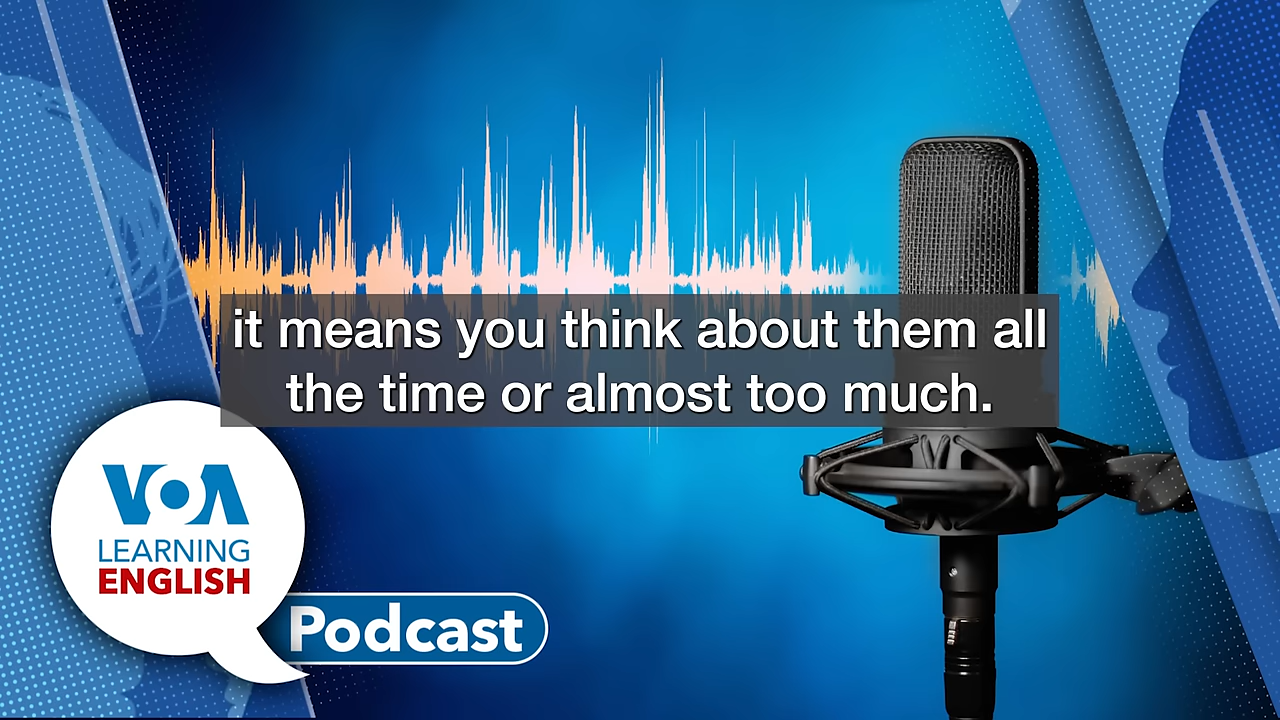 it means you think about them all
the time or almost too much.
VOA
LEARNING
ENGLISH
Podcast